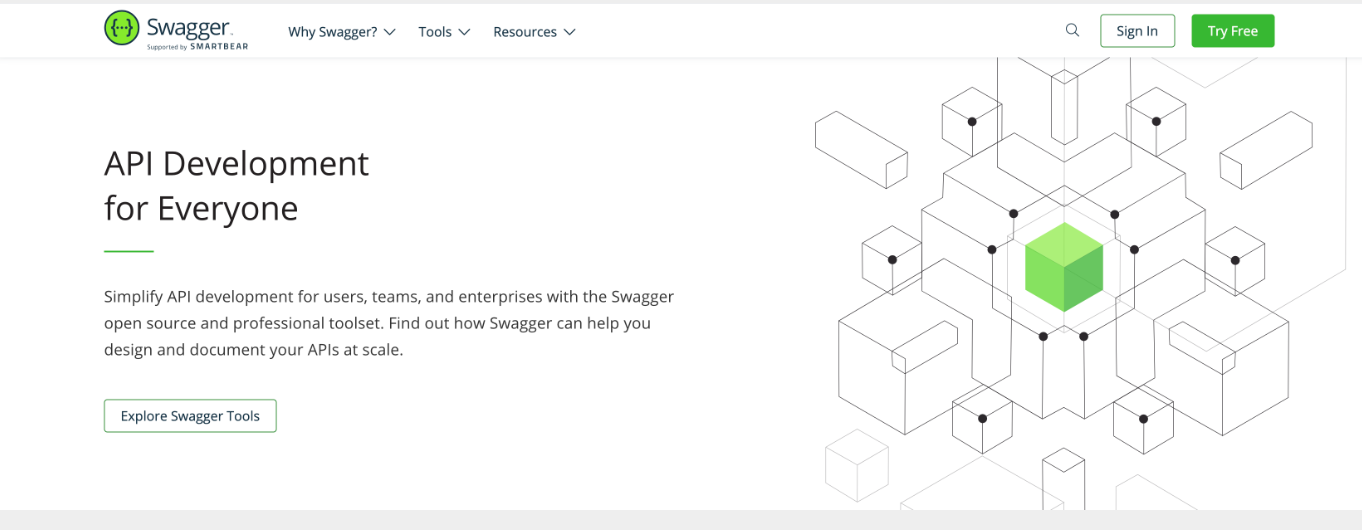 {···} Swagger.
Supported by SMARTBEAR
Why Swagger?
Tools
Resources
Sign In
Try Free
API Development
for Everyone
Simplify API development for users, teams, and enterprises with the Swagger
open source and professional toolset. Find out how Swagger can help you
design and document your APIs at scale.
Explore Swagger Tools